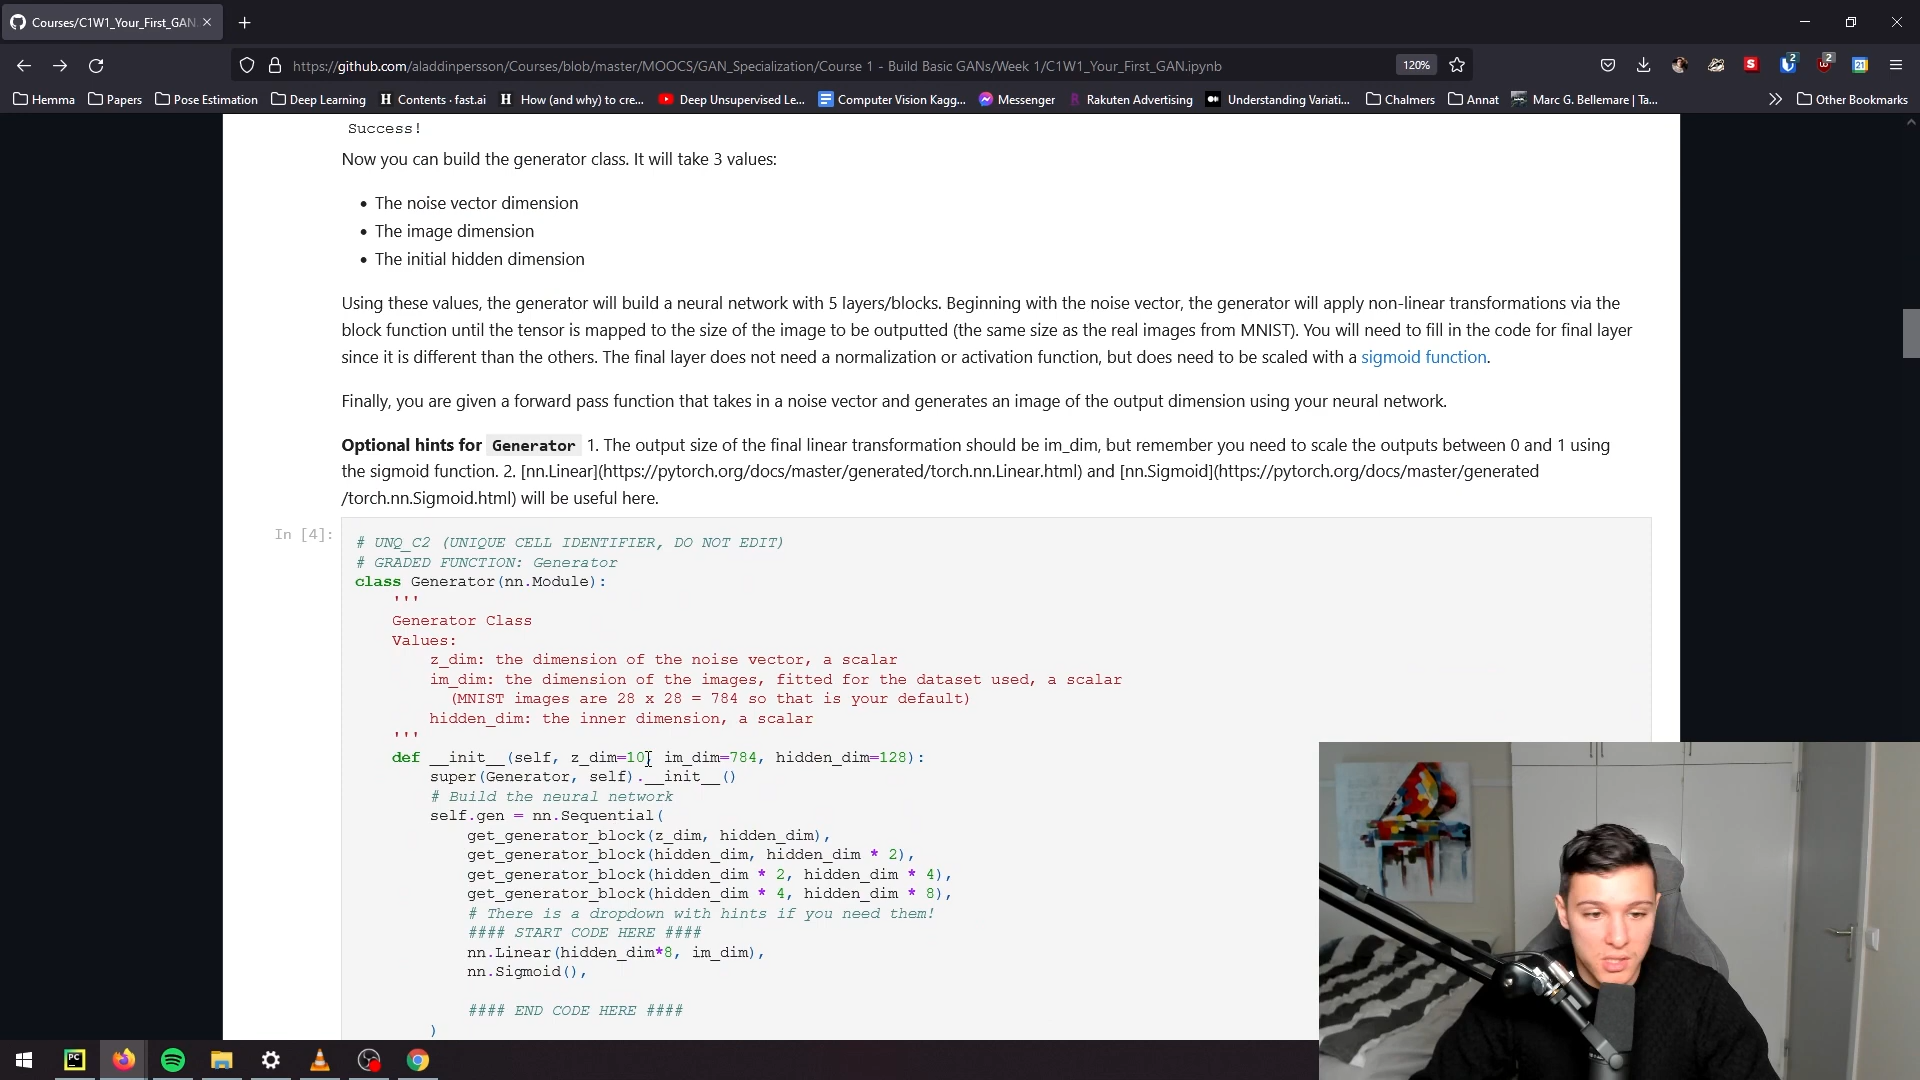 Courses/C1W1_Your_First_GAN
https://github.com/aladdinpersson/Courses/blob/master/MOOCS/GAN_Specialization/Course 1 - Build Basic GANs/Week 1/C1W1_Your_First_GAN.ipynb
120%
S
2
2
21
Hemma
Papers
Pose Estimation
Deep Learning
H Contents · fast.ai
H How (and why) to cre...
Deep Unsupervised Le...
Computer Vision Kagg...
Messenger
Rakuten Advertising
Understanding Variati...
Chalmers
Annat
Marc G. Bellemare | Ta...
Other Bookmarks
Success!
Now you can build the generator class. It will take 3 values:
• The noise vector dimension
• The image dimension
• The initial hidden dimension
Using these values, the generator will build a neural network with 5 layers/blocks. Beginning with the noise vector, the generator will apply non-linear transformations via the
block function until the tensor is mapped to the size of the image to be outputted (the same size as the real images from MNIST). You will need to fill in the code for final layer
since it is different than the others. The final layer does not need a normalization or activation function, but does need to be scaled with a sigmoid function.
Finally, you are given a forward pass function that takes in a noise vector and generates an image of the output dimension using your neural network.
Optional hints for Generator 1. The output size of the final linear transformation should be im_dim, but remember you need to scale the outputs between 0 and 1 using
the sigmoid function. 2. [nn.Linear](https://pytorch.org/docs/master/generated/torch.nn.Linear.html) and [nn.Sigmoid](https://pytorch.org/docs/master/generated
/torch.nn.Sigmoid.html) will be useful here.
In [4]:
# UNQ_C2 (UNIQUE CELL IDENTIFIER, DO NOT EDIT)
# GRADED FUNCTION: Generator
class Generator(nn.Module):
'''
Generator Class
Values:
z_dim: the dimension of the noise vector, a scalar
im_dim: the dimension of the images, fitted for the dataset used, a scalar
(MNIST images are 28 x 28 = 784 so that is your default)
hidden_dim: the inner dimension, a scalar
'''
def __init__(self, z_dim=10, im_dim=784, hidden_dim=128):
super(Generator, self).__init__()
# Build the neural network
self.gen = nn.Sequential(
get_generator_block(z_dim, hidden_dim),
get_generator_block(hidden_dim, hidden_dim * 2),
get_generator_block(hidden_dim * 2, hidden_dim * 4),
get_generator_block(hidden_dim * 4, hidden_dim * 8),
# There is a dropdown with hints if you need them!
#### START CODE HERE ####
nn.Linear(hidden_dim*8, im_dim),
nn.Sigmoid(),
#### END CODE HERE ####
)
PC